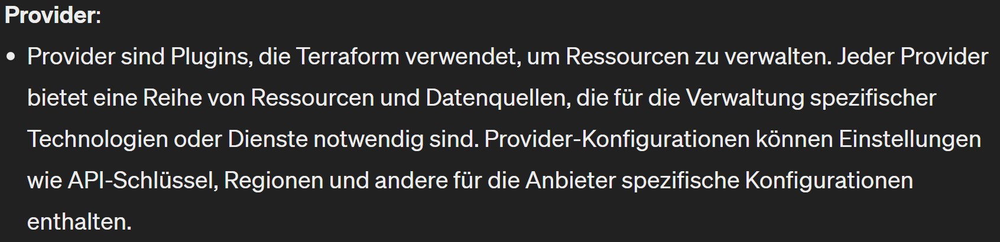 Provider:
• Provider sind Plugins, die Terraform verwendet, um Ressourcen zu verwalten. Jeder Provider
bietet eine Reihe von Ressourcen und Datenquellen, die für die Verwaltung spezifischer
Technologien oder Dienste notwendig sind. Provider-Konfigurationen können Einstellungen
wie API-Schlüssel, Regionen und andere für die Anbieter spezifische Konfigurationen
enthalten.